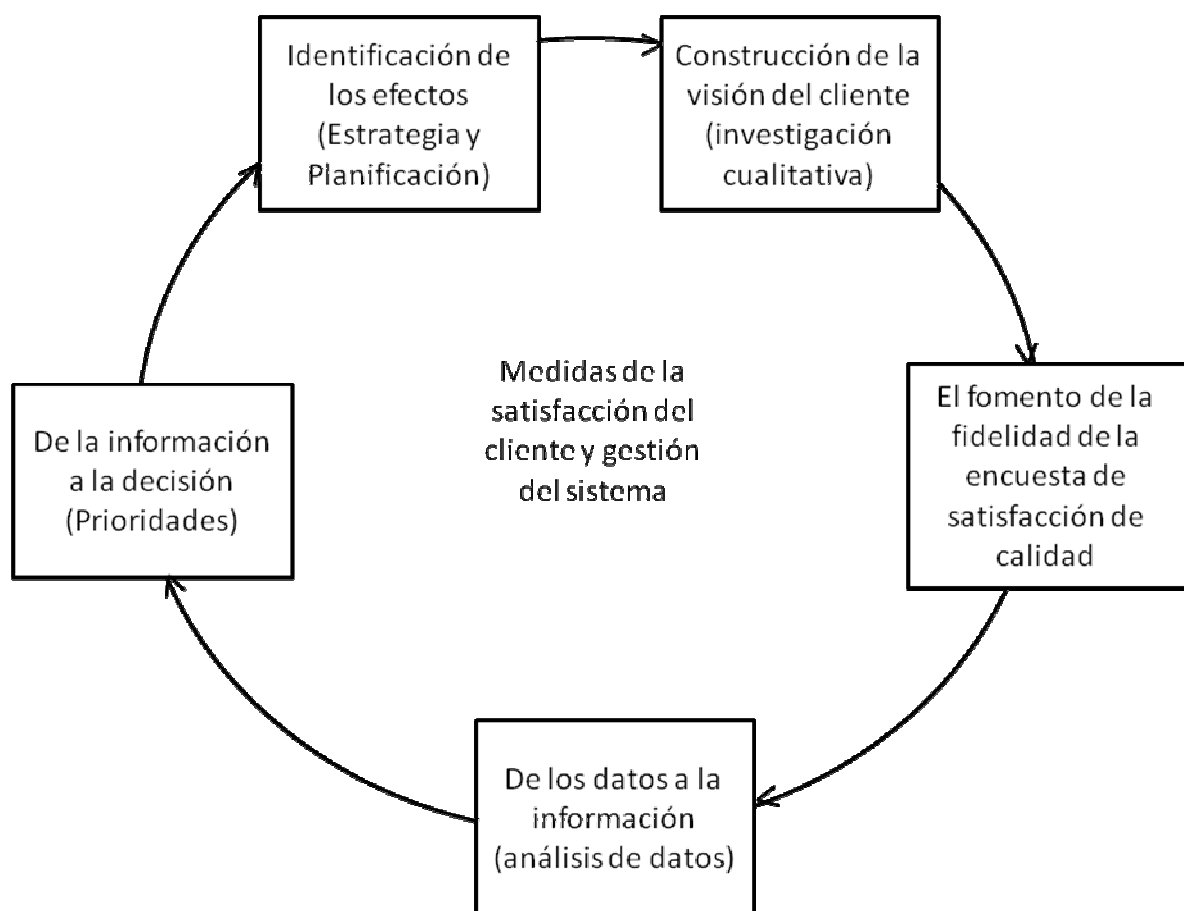 Identificación de
los efectos
(Estrategia y
Planificación)
Construcción de la
visión del cliente
(investigación
cualitativa)
El fomento de la
fidelidad de la
encuesta de
satisfacción de
calidad
De los datos a la
información
(análisis de datos)
De la información
a la decisión
(Prioridades)
Medidas de la
satisfacción del
cliente y gestión
del sistema